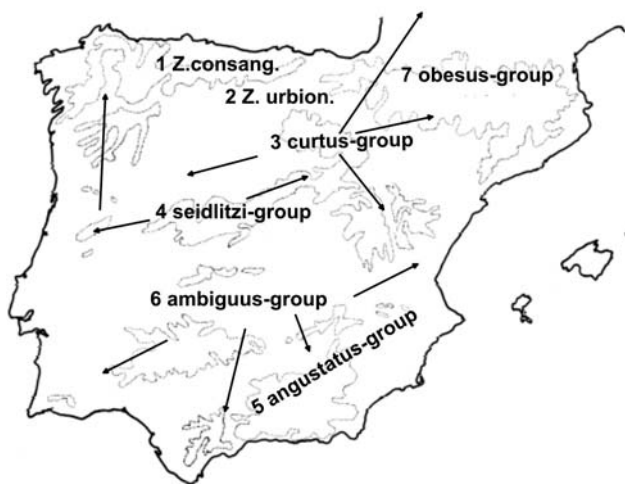 1 Z.consang.
7 obesus-group
2 Z. urbion.
3 curtus-group
4 seidlitzi-group
6 ambiguus-group
5 angustatus-group